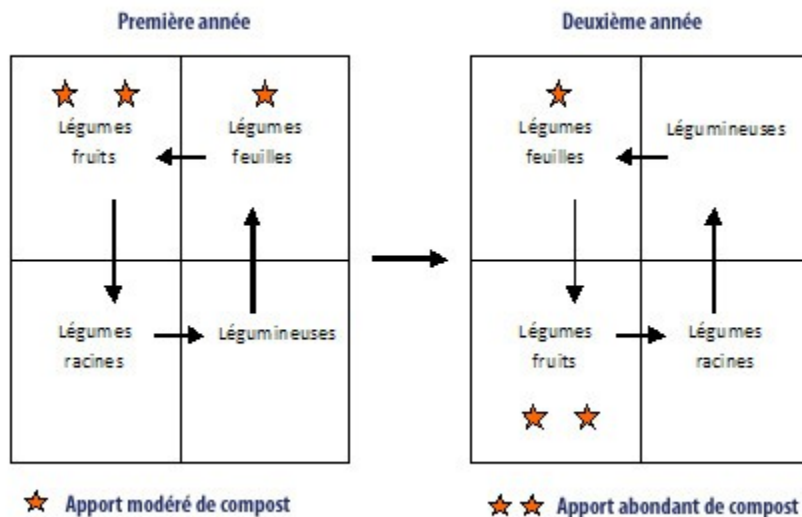 Première année
Deuxième année
Légumes
fruits
Légumes
feuilles
Légumes
racines
Légumineuses
Légumes
feuilles
Légumineuses
Légumes
fruits
Légumes
racines
Apport modéré de compost
Apport abondant de compost